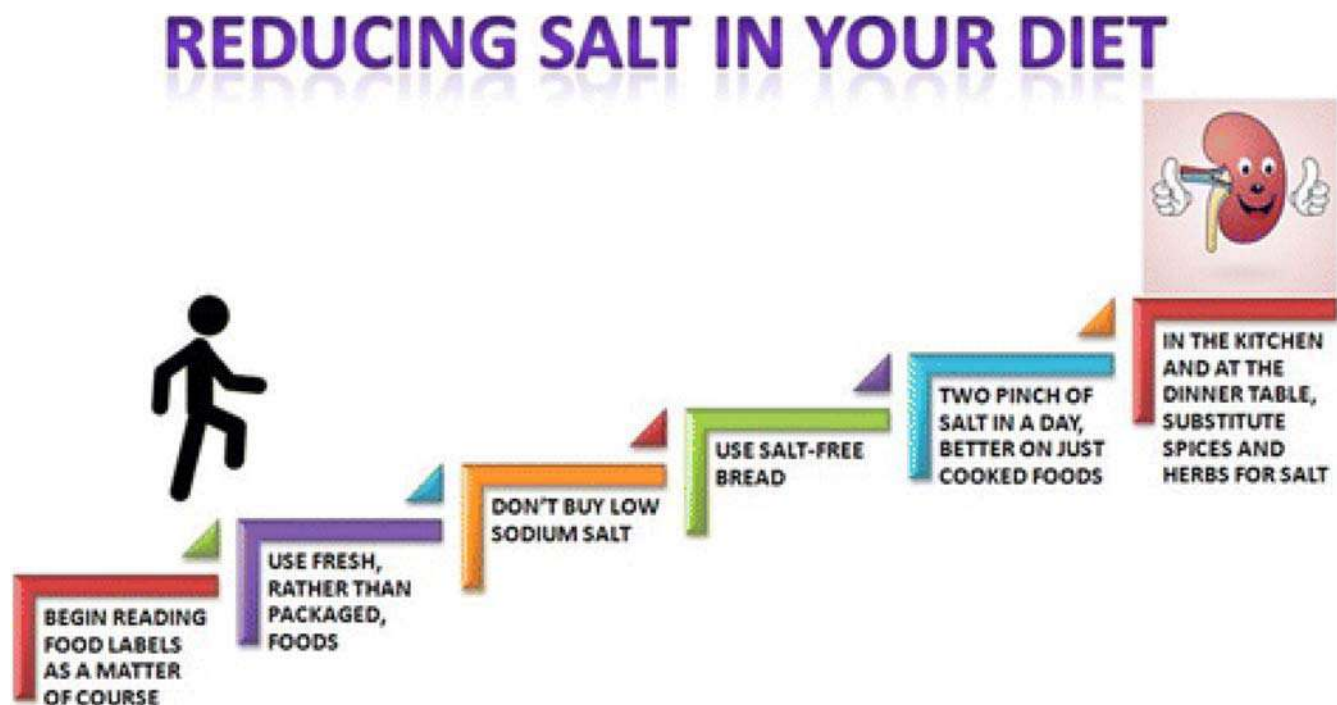 REDUCING SALT IN YOUR DIET
BEGIN READING
FOOD LABELS
AS A MATTER
OF COURSE
USE FRESH,
RATHER THAN
PACKAGED,
FOODS
DON'T BUY LOW
SODIUM SALT
USE SALT-FREE
BREAD
TWO PINCH OF
SALT IN A DAY,
BETTER ON JUST
COOKED FOODS
IN THE KITCHEN
AND AT THE
DINNER TABLE,
SUBSTITUTE
SPICES AND
HERBS FOR SALT